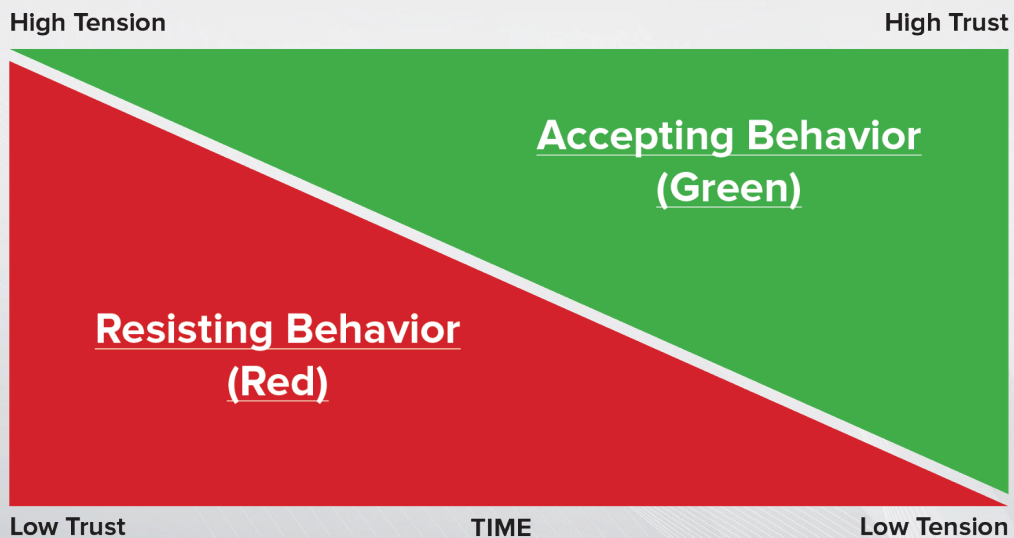 High Tension
High Trust
Accepting Behavior
(Green)
Resisting Behavior
(Red)
Low Trust
TIME
Low Tension